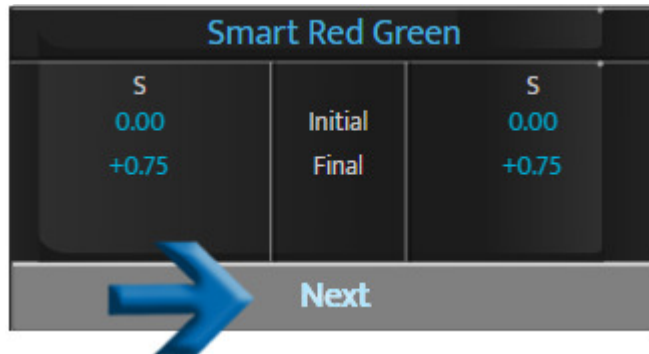 Smart Red Green
S S
0.00 Initial 0.00
+0.75 Final +0.75
Next